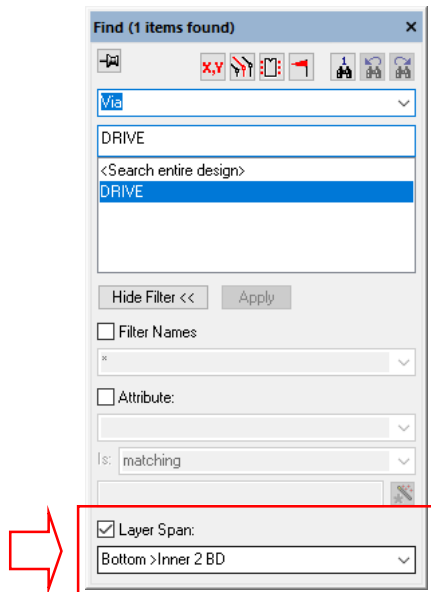 Find (1 items found)
X,Y 1
Via
DRIVE
<Search entire design>
DRIVE
Hide Filter << Apply
Filter Names
*
Attribute:
Is: matching
Layer Span:
Bottom >Inner 2 BD